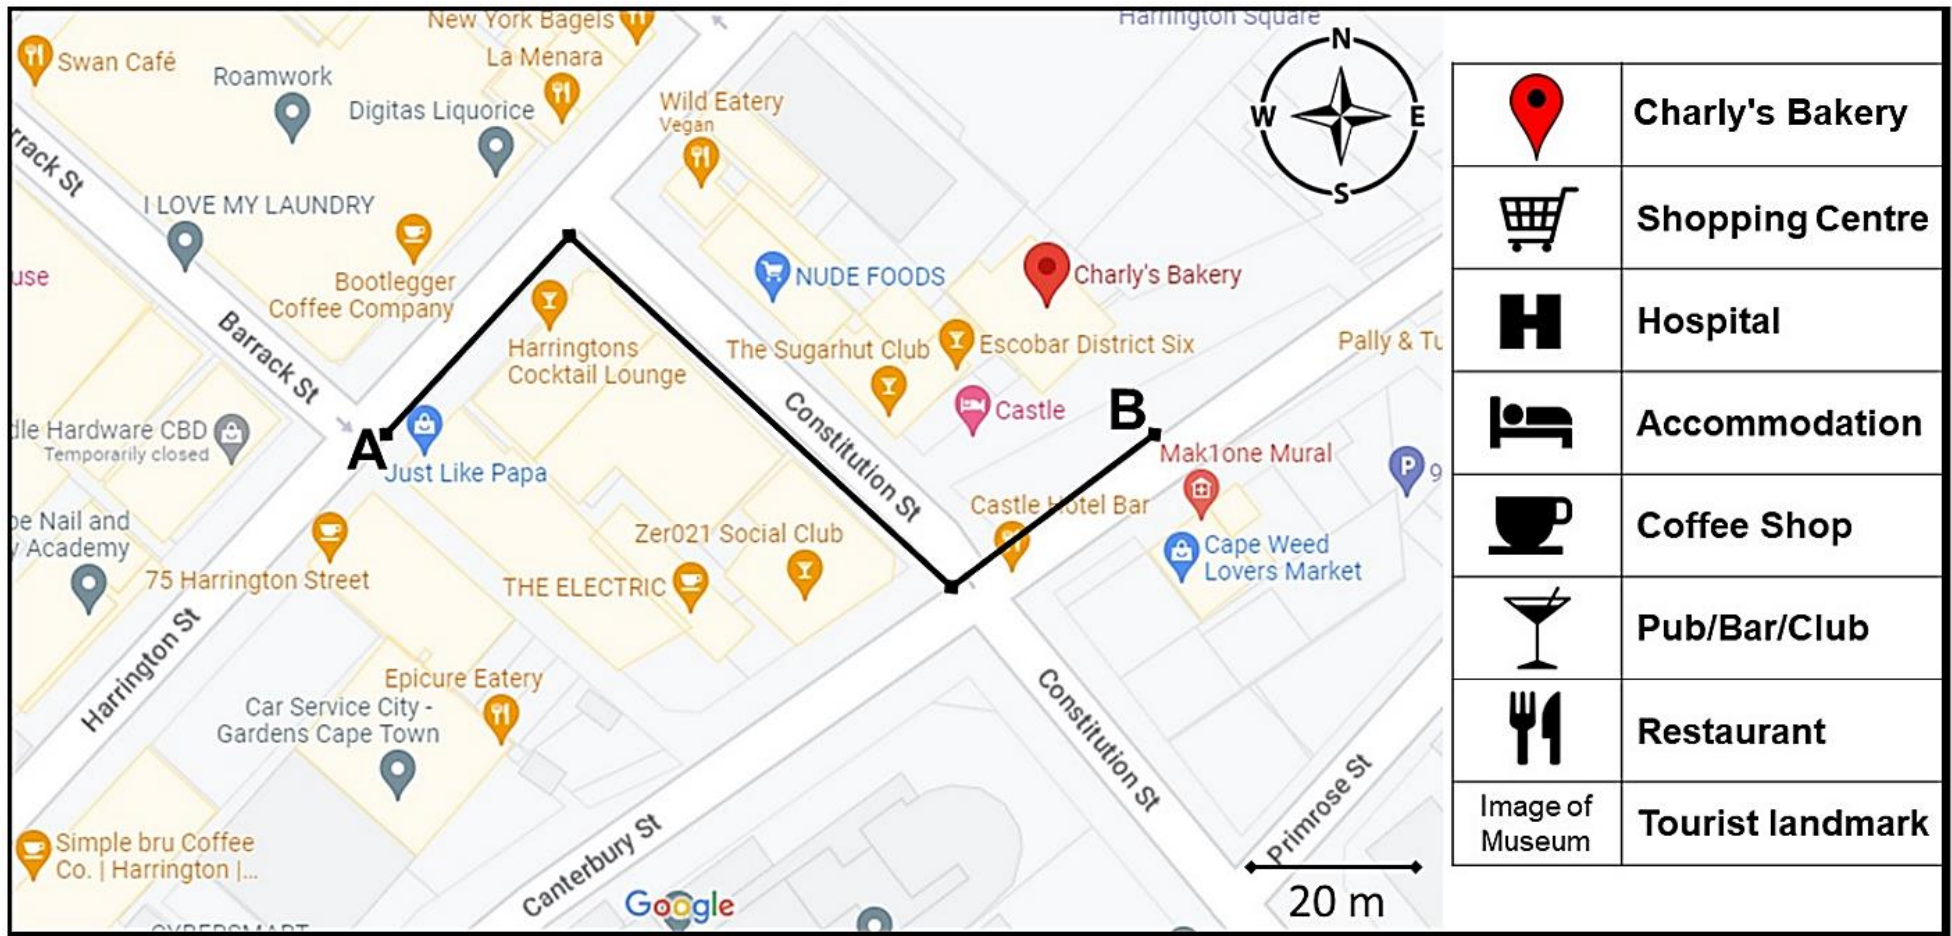 New York Bagels
Harrington Square
Swan Café
La Menara
Roamwork
Digitas Liquorice
Wild Eatery
Vegan
N
W
E
S
rrack St
I LOVE MY LAUNDRY
use
Bootlegger
Coffee Company
NUDE FOODS
Charly's Bakery
Barrack St
Harringtons
Cocktail Lounge
The Sugarhut Club
Escobar District Six
Pally & Tu
Castle
B
Constitution St
dle Hardware CBD
Temporarily closed
A
Just Like Papa
Mak1one Mural
P
9
Castle Hotel Bar
pe Nail and
y Academy
75 Harrington Street
Zer021 Social Club
THE ELECTRIC
Cape Weed
Lovers Market
Harrington St
Epicure Eatery
Car Service City -
Gardens Cape Town
Constitution St
Primrose St
Canterbury St
Simple bru Coffee
Co. | Harrington |...
Google
20 m
CYBERSMART
Charly's Bakery
Shopping Centre
H
Hospital
Accommodation
Coffee Shop
Pub/Bar/Club
Restaurant
Image of
Museum
Tourist landmark